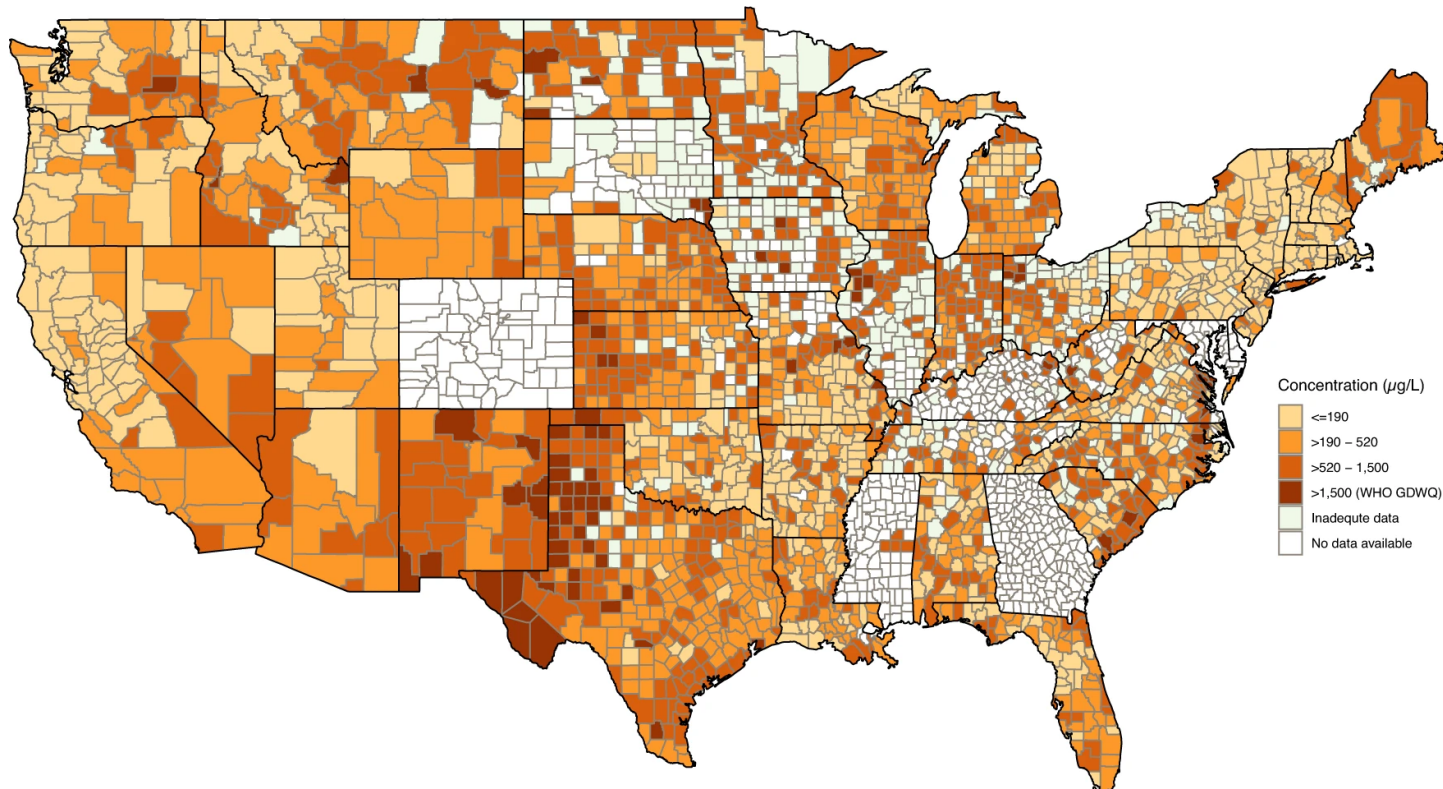 Concentration (µg/L)
<=190
>190 – 520
>520 – 1,500
>1,500 (WHO GDWQ)
Inadequte data
No data available